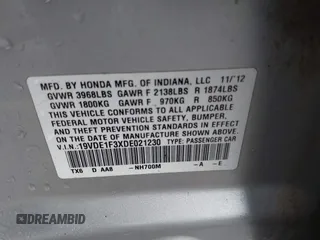 MFD. BY HONDA MFG. OF INDIANA, LLC 11/12
GVWR 3968LBS GAWR F 2138LBS R 1874LBS
GVWR 1800KG GAWR F 970KG R 850KG
THIS VEHICLE CONFORMS TO ALL APPLICABLE
FEDERAL MOTOR VEHICLE SAFETY, BUMPER,
AND THEFT PREVENTION STANDARDS IN EFFECT
ON THE DATE OF MANUFACTURE SHOWN ABOVE.
V.I.N.: 19VDE1F3XDE021230 TYPE: PASSENGER CAR
TX6 D AA8 -NH700M -A -E
DREAMBID